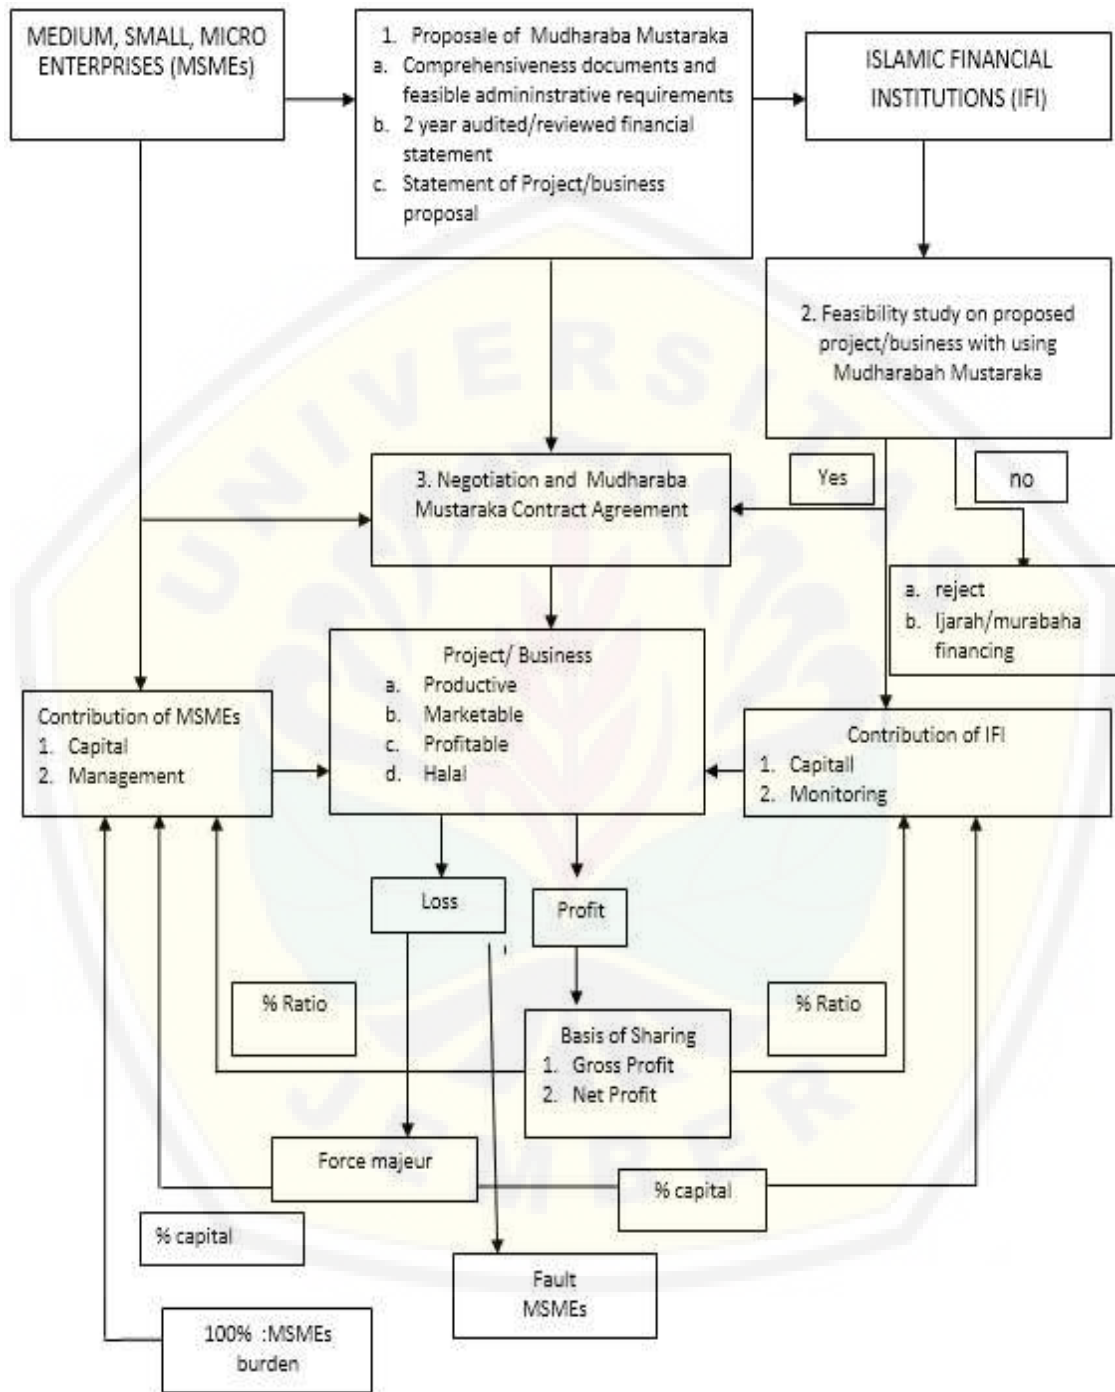 MEDIUM, SMALL, MICRO
ENTERPRISES (MSMEs)
1. Proposale of Mudharaba Mustaraka
a. Comprehensiveness documents and
feasible admininstrative requirements
b. 2 year audited/reviewed financial
statement
c. Statement of Project/business
proposal
ISLAMIC FINANCIAL
INSTITUTIONS (IFI)
2. Feasibility study on proposed
project/business with using
Mudharabah Mustaraka
Yes
no
3. Negotiation and Mudharaba
Mustaraka Contract Agreement
a. reject
b. Ijarah/murabaha
financing
Project/ Business
a. Productive
b. Marketable
c. Profitable
d. Halal
Contribution of MSMEs
1. Capital
2. Management
Contribution of IFI
1. Capitall
2. Monitoring
Loss
Profit
% Ratio
% Ratio
Basis of Sharing
1. Gross Profit
2. Net Profit
Force majeur
% capital
% capital
Fault
MSMEs
100% :MSMEs
burden
UNIVERSITAS
JEMBER